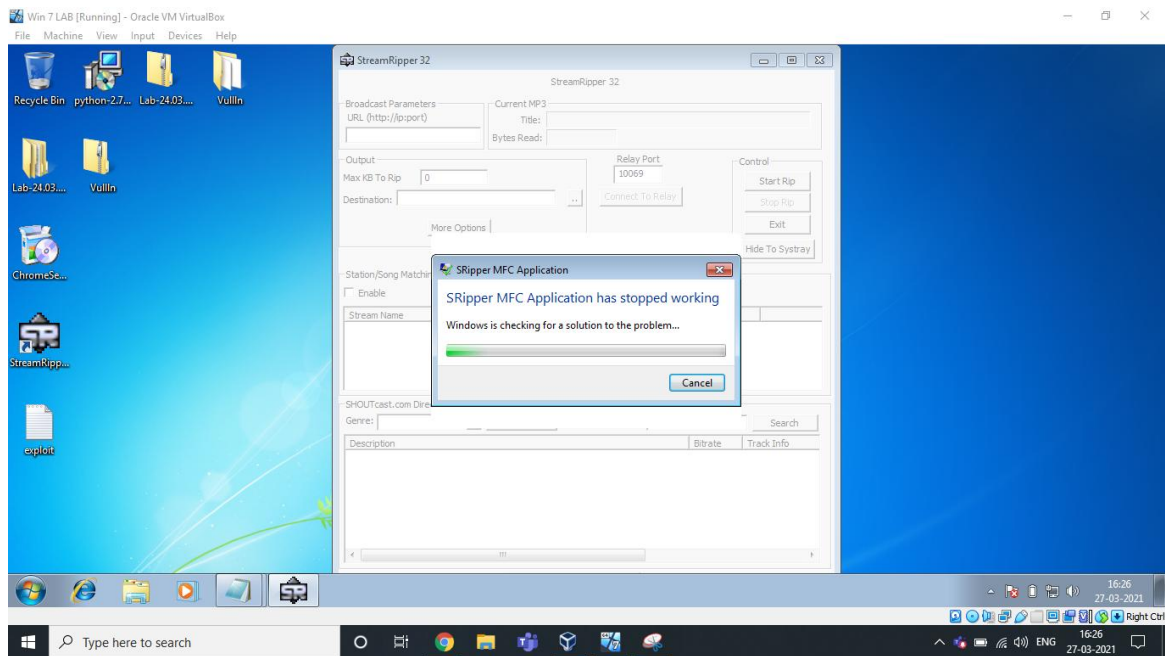 Win 7 LAB [Running] - Oracle VM VirtualBox
File Machine View Input Devices Help
Recycle Bin python-2.7... Lab-24.03.... Vullln
Lab-24.03.... Vullln
ChromeSe...
StreamRipp...
exploit
StreamRipper 32
StreamRipper 32
Broadcast Parameters
URL (http://ip:port)
Current MP3
Title:
Bytes Read:
Output
Max KB To Rip 0
Destination: ..
More Options
Relay Port
10069
Connect To Relay
Control
Start Rip
Stop Rip
Exit
Hide To Systray
Station/Song Matchin
Enable
Stream Name
SRipper MFC Application
SRipper MFC Application has stopped working
Windows is checking for a solution to the problem...
Cancel
SHOUTcast.com Dire
Genre:
Search
Description Bitrate Track Info
16:26
27-03-2021
Right Ctrl
Type here to search
ENG
16:26
27-03-2021